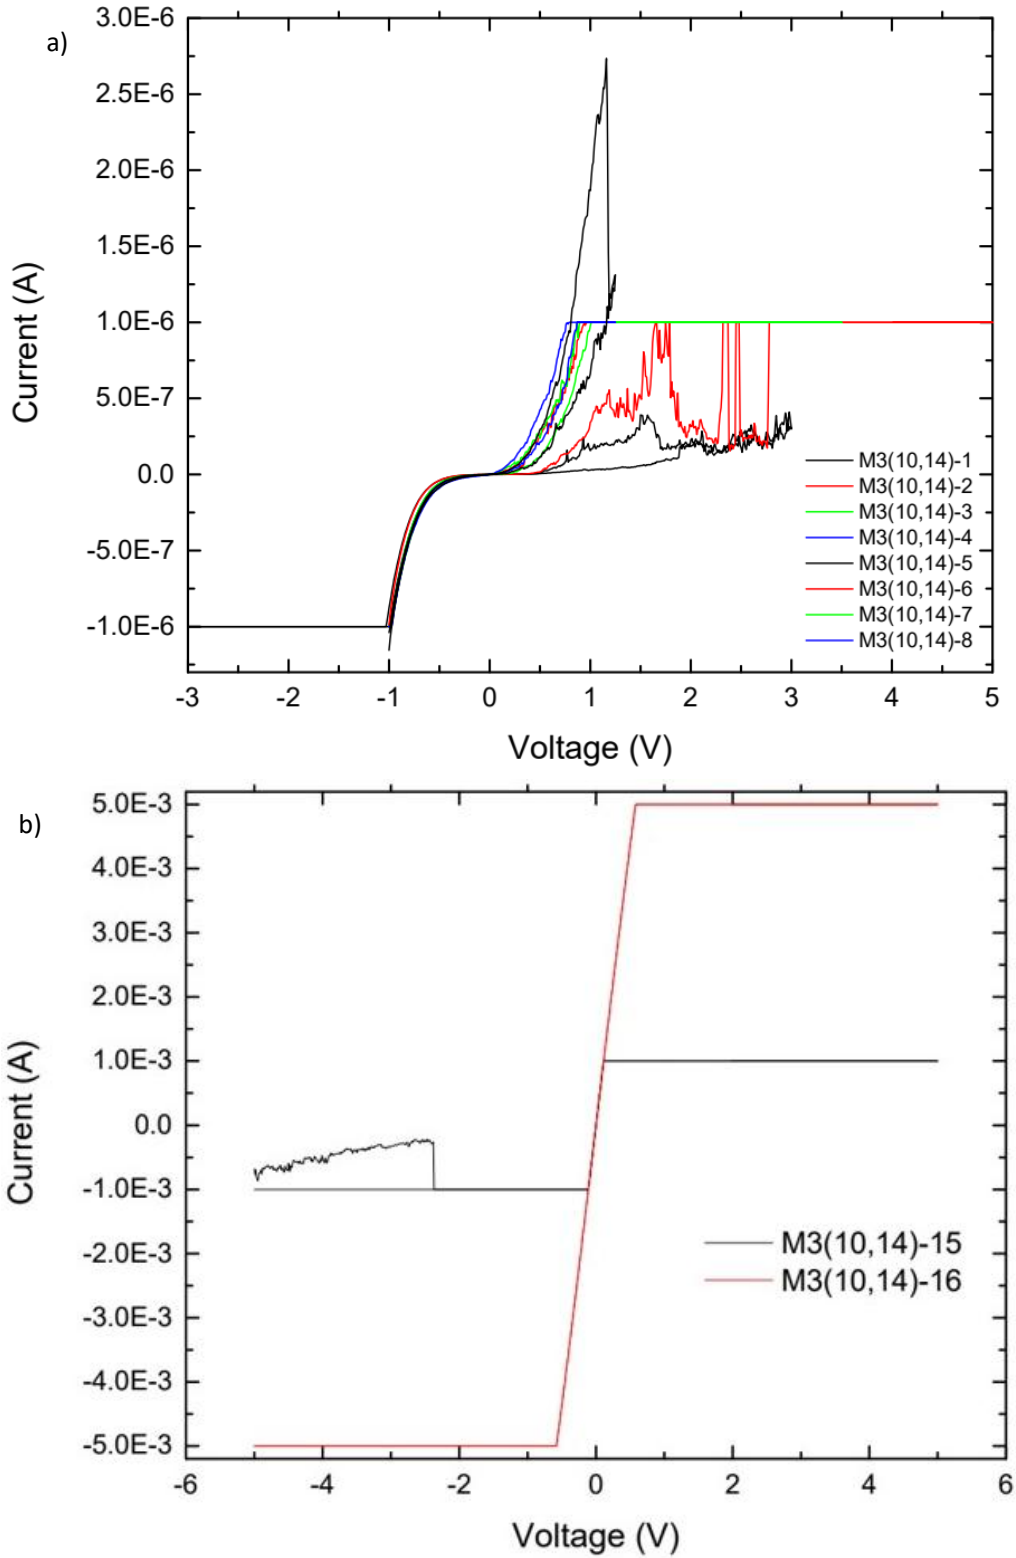 a)
3.0E-6
2.5E-6
2.0E-6
1.5E-6
1.0E-6
5.0E-7
0.0
-5.0E-7
-1.0E-6
Current (A)
M3(10,14)-1
M3(10,14)-2
M3(10,14)-3
M3(10,14)-4
M3(10,14)-5
M3(10,14)-6
M3(10,14)-7
M3(10,14)-8
-3 -2 -1 0 1 2 3 4 5
Voltage (V)
b)
5.0E-3
4.0E-3
3.0E-3
2.0E-3
1.0E-3
0.0
-1.0E-3
-2.0E-3
-3.0E-3
-4.0E-3
-5.0E-3
Current (A)
M3(10,14)-15
M3(10,14)-16
-6 -4 -2 0 2 4 6
Voltage (V)